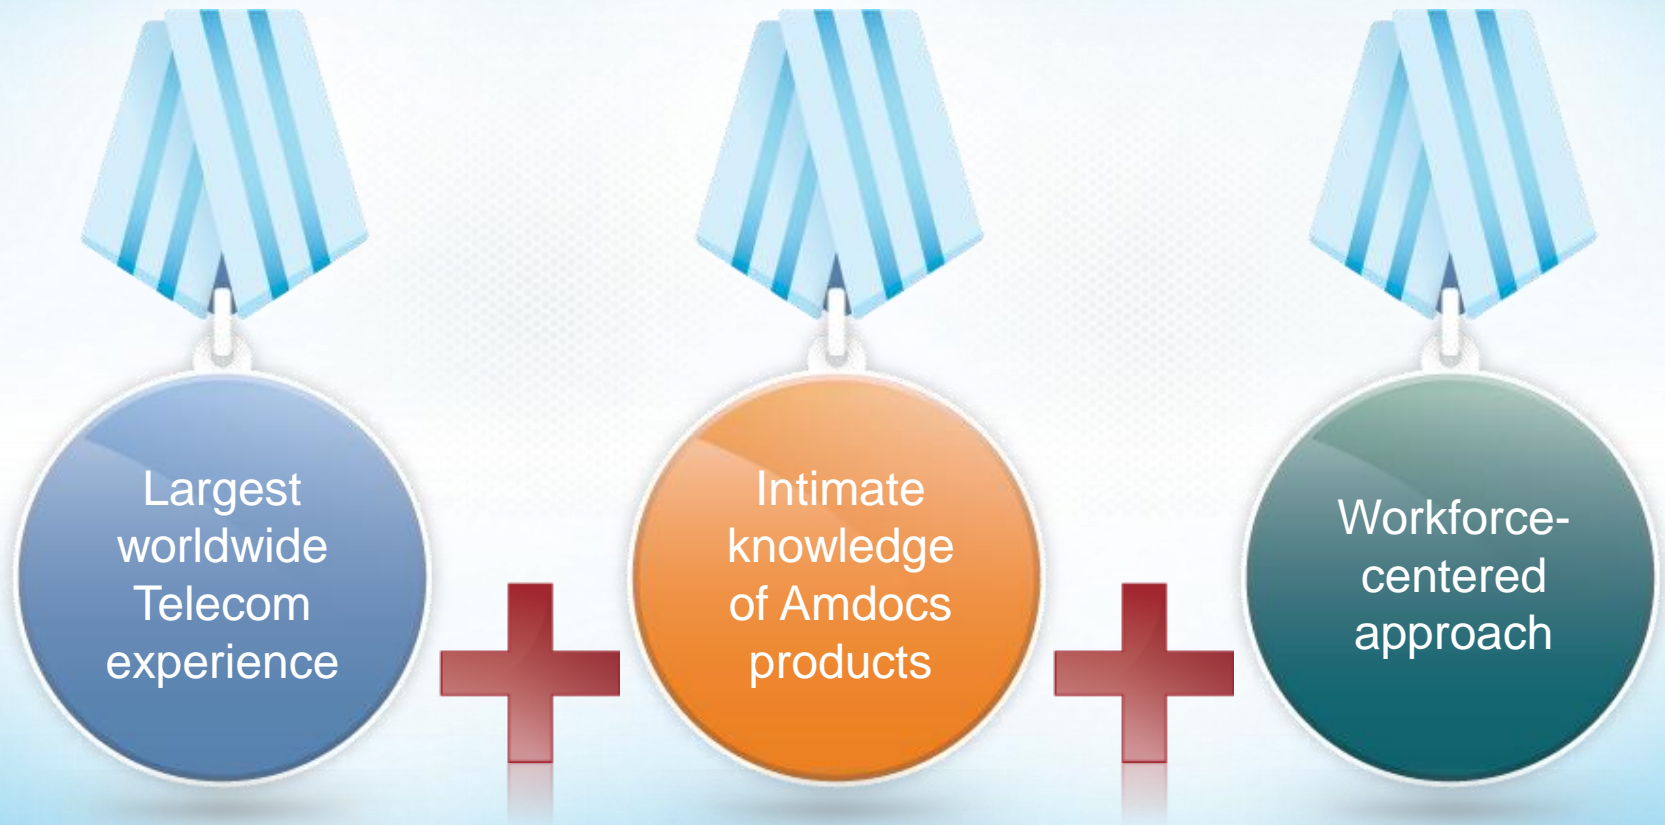 Largest
worldwide
Telecom
experience
Intimate
knowledge
of Amdocs
products
Workforce-
centered
approach